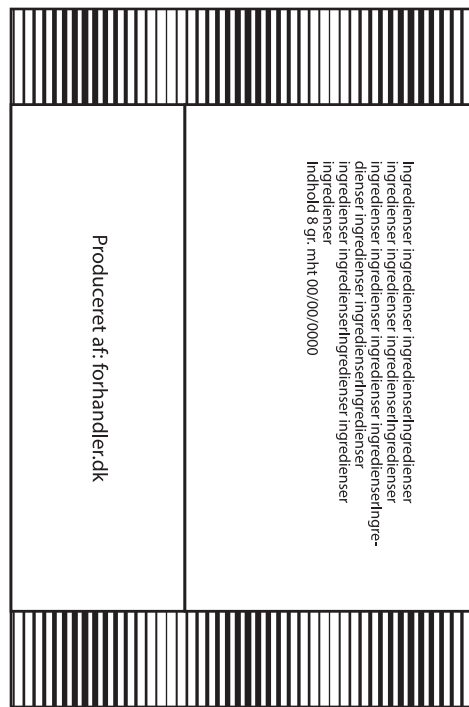 Ingredienser ingredienser ingredienserIngredienser
ingredienser ingredienser ingredienserIngredienser
ingredienser ingredienser ingredienser ingredienserIngre-
dienser ingredienser ingredienserIngredienser
ingredienser ingredienserIngredienser ingredienser
ingredienser
Indhold 8 gr. mht 00/00/0000
Produceret af: forhandler.dk